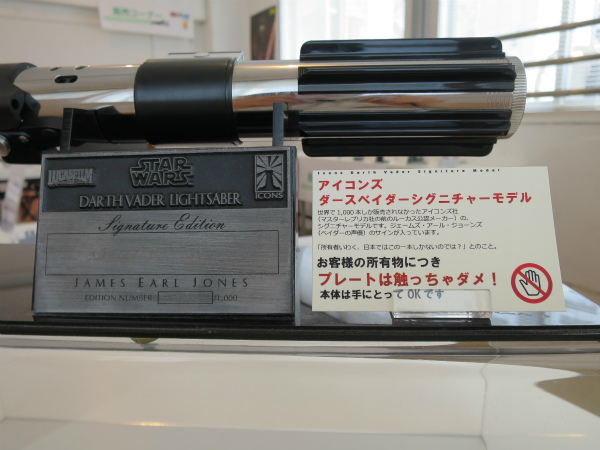 LUCASFILM
STAR WARS
ICONS
DARTH VADER LIGHTSABER
Signature Edition
JAMES EARL JONES
EDITION NUMBER: /1,000
Icons Darth Vader Signiture Model
アイコンズ
ダースベイダーシグニチャーモデル
世界で1,000本しか販売されなかったアイコンズ社
(マスターレプリカ社の前のルーカス公認メーカー)の、
シグニチャーモデルです。ジェームズ・アール・ジョーンズ
(ベイダーの声優)のサインが入っています。
「所有者いわく、日本ではこの一本しかないのでは?」とのこと。
お客様の所有物につき
プレートは触っちゃダメ!
本体は手にとって OK です